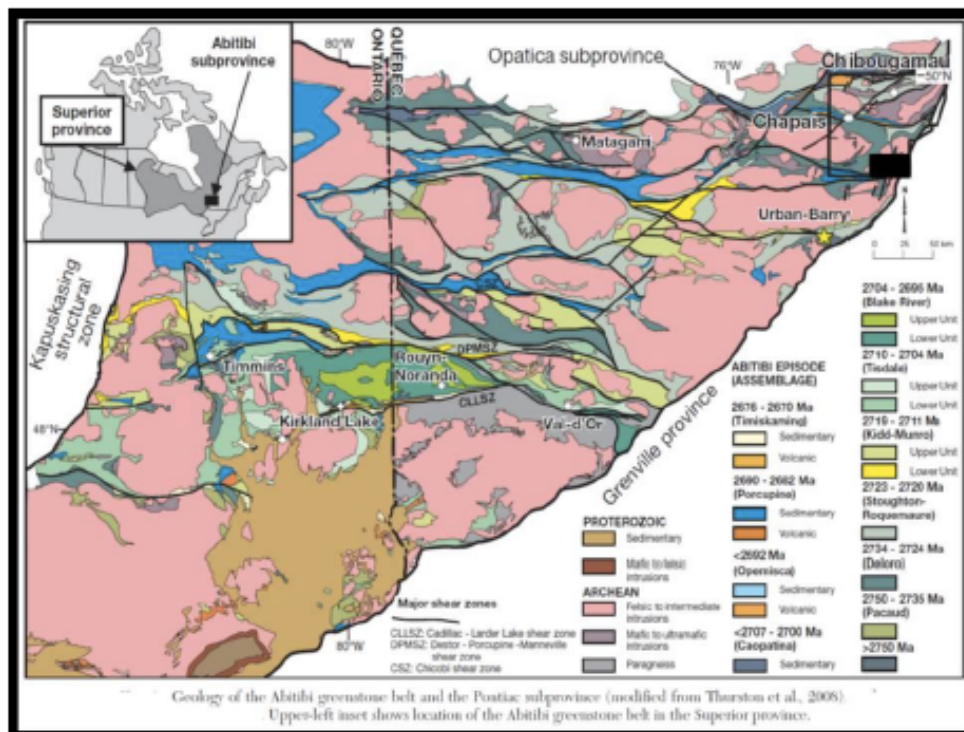 Abitibi
subprovince
Superior
province
80°W
QUÉBEC
ONTARIO
Opatica subprovince
76°W
Chibougamau
50°N
Chapais
Matagami
Urban-Barry
N
0 25 50 km
Kapuskasing
structural
zone
DPMSZ
Timmins
Rouyn-
Noranda
CLLSZ
Kirkland Lake
Val-d'Or
48°N
Grenville province
80°W
Major shear zones
CLLSZ: Cadillac - Larder Lake shear zone
DPMSZ: Destor - Porcupine -Manneville
shear zone
CSZ: Chicobi shear zone
PROTEROZOIC
Sedimentary
Mafic to felsic
intrusions
ARCHEAN
Felsic to intermediate
intrusions
Mafic to ultramafic
intrusions
Paragness
ABITIBI EPISODE
(ASSEMBLAGE)
2676 - 2670 Ma
(Timiskaming)
Sedimentary
Volcanic
2690 - 2682 Ma
(Porcupine)
Sedimentary
Volcanic
<2692 Ma
(Opemisca)
Sedimentary
Volcanic
<2707 - 2700 Ma
(Caopatina)
Sedimentary
2704 - 2695 Ma
(Blake River)
Upper Unit
Lower Unit
2710 - 2704 Ma
(Tisdale)
Upper Unit
Lower Unit
2719 - 2711 Ma
(Kidd-Munro)
Upper Unit
Lower Unit
2723 - 2720 Ma
(Stoughton-
Roquemaure)
2734 - 2724 Ma
(Deloro)
2750 - 2735 Ma
(Pacaud)
>2750 Ma
Geology of the Abitibi greenstone belt and the Pontiac subprovince (modified from Thurston et al., 2008).
Upper-left inset shows location of the Abitibi greenstone belt in the Superior province.